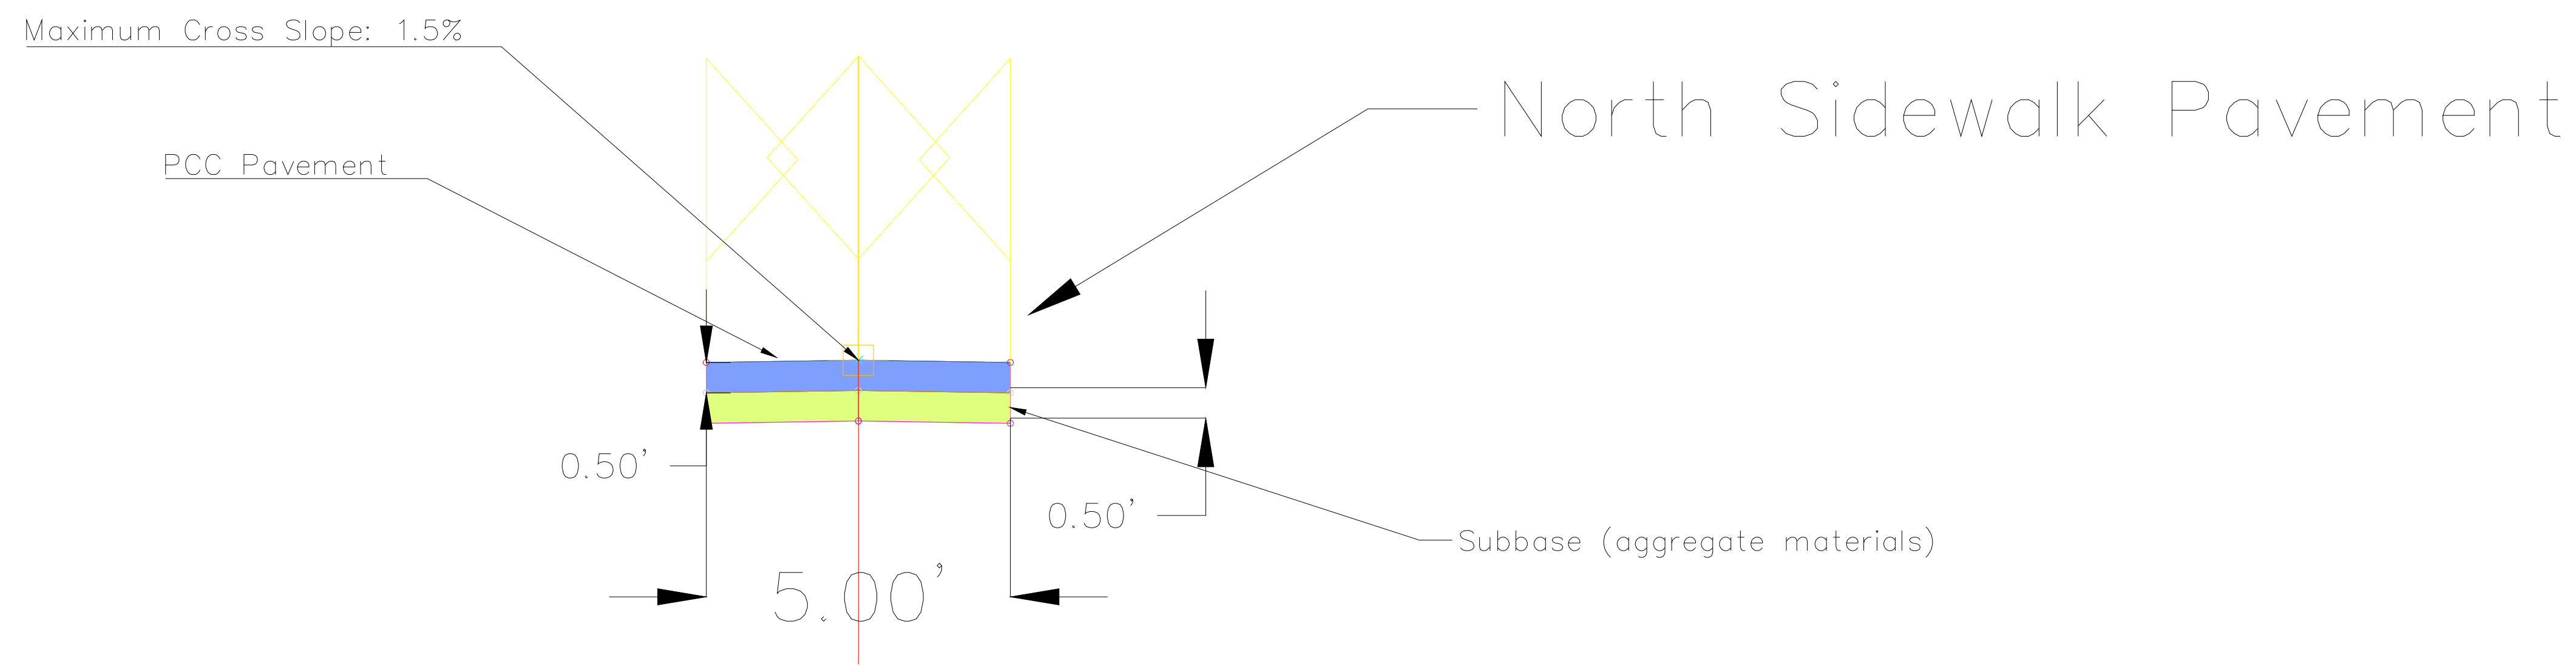 Maximum Cross Slope: 1.5%
North Sidewalk Pavement
PCC Pavement
0.50'
0.50'
Subbase (aggregate materials)
5.00'